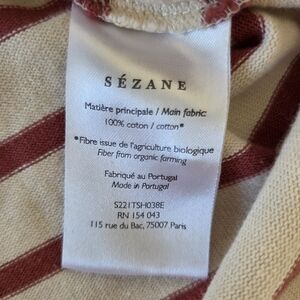 SÉZANE
Matière principale / Main fabric:
100% coton / cotton*
*Fibre issue de l'agriculture biologique
Fiber from organic farming
Fabriqué au Portugal
Made in Portugal
S221TSH038E
RN 154 043
115 rue du Bac, 75007 Paris